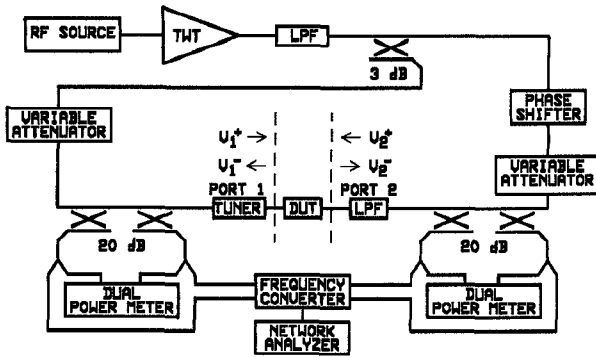 RF SOURCE
TWT
LPF
3 dB
VARIABLE
ATTENUATOR
PHASE
SHIFTER
VARIABLE
ATTENUATOR
V1+ →
← V2+
V1- ←
→ V2-
PORT 1
PORT 2
TUNER
DUT
LPF
20 dB
20 dB
DUAL
POWER METER
FREQUENCY
CONVERTER
DUAL
POWER METER
NETWORK
ANALYZER